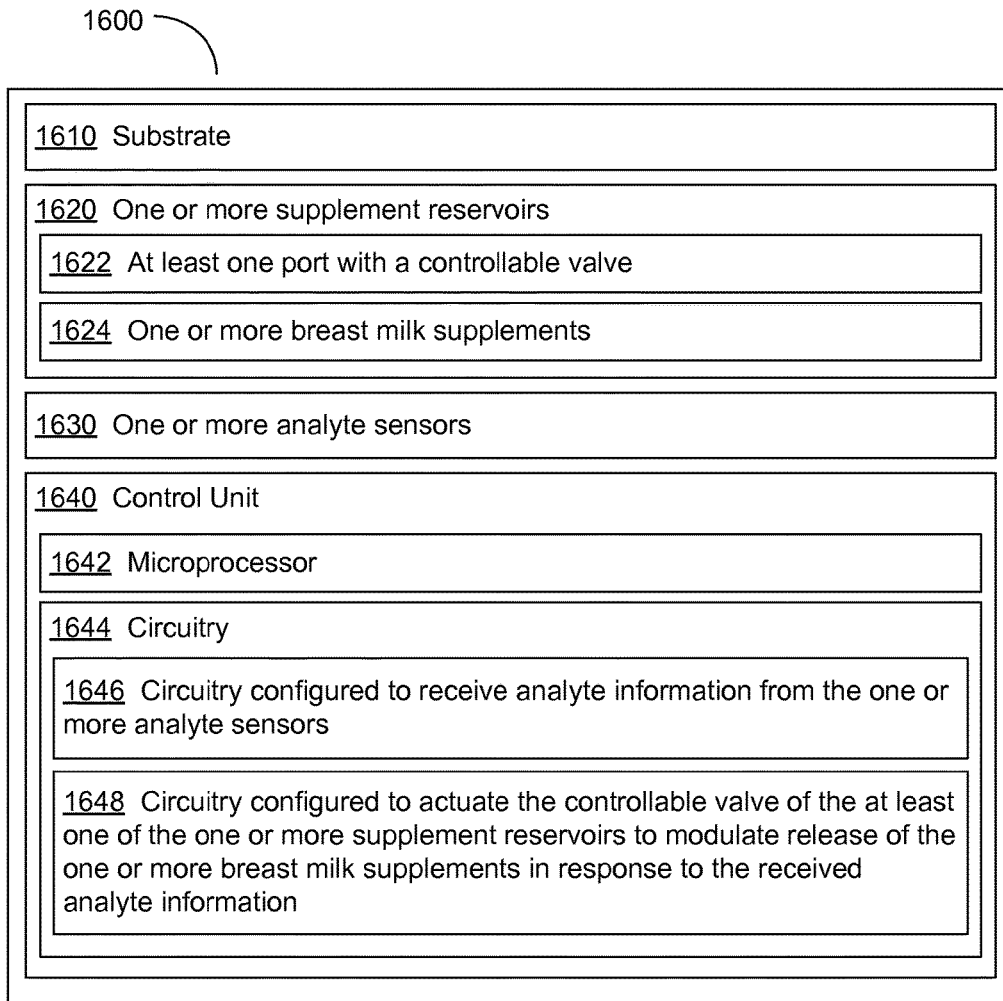 1600
1610 Substrate
1620 One or more supplement reservoirs
1622 At least one port with a controllable valve
1624 One or more breast milk supplements
1630 One or more analyte sensors
1640 Control Unit
1642 Microprocessor
1644 Circuitry
1646 Circuitry configured to receive analyte information from the one or
more analyte sensors
1648 Circuitry configured to actuate the controllable valve of the at least
one of the one or more supplement reservoirs to modulate release of the
one or more breast milk supplements in response to the received
analyte information